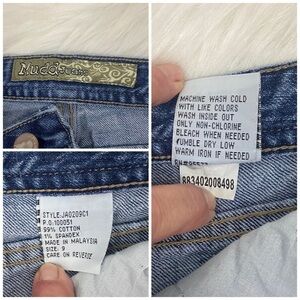 Mudd
MACHINE WASH COLD
WITH LIKE COLORS
WASH INSIDE OUT
ONLY NON-CHLORINE
BLEACH WHEN NEEDED
TUMBLE DRY LOW
WARM IRON IF NEEDED
883402008498
STYLE:JA0209C1
P.O:100051
99% COTTON
1% SPANDEX
MADE IN MALAYSIA
SIZE: 9
CARE ON REVERSE